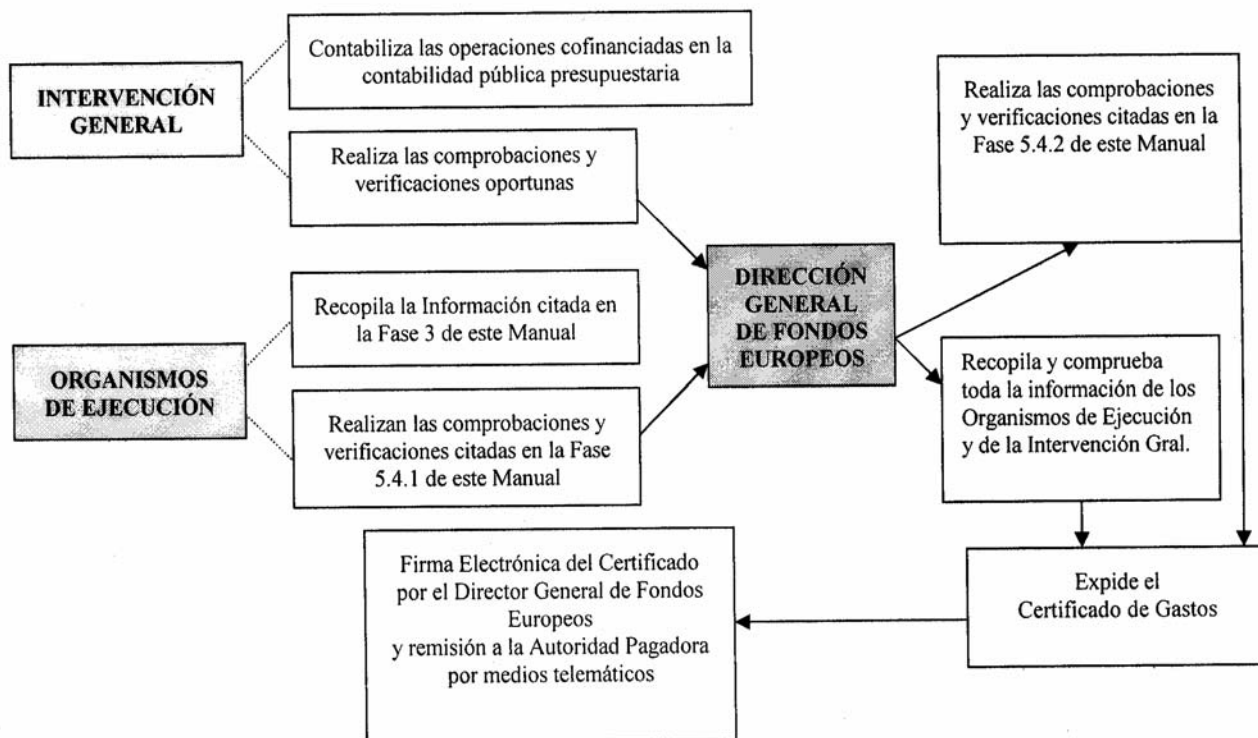 INTERVENCIÓN
GENERAL
Contabiliza las operaciones cofinanciadas en la
contabilidad pública presupuestaria
Realiza las comprobaciones y
verificaciones oportunas
ORGANISMOS
DE EJECUCIÓN
Recopila la Información citada en
la Fase 3 de este Manual
Realizan las comprobaciones y
verificaciones citadas en la Fase
5.4.1 de este Manual
DIRECCIÓN
GENERAL
DE FONDOS
EUROPEOS
Realiza las comprobaciones
y verificaciones citadas en la
Fase 5.4.2 de este Manual
Recopila y comprueba
toda la información de los
Organismos de Ejecución
y de la Intervención Gral.
Expide el
Certificado de Gastos
Firma Electrónica del Certificado
por el Director General de Fondos
Europeos
y remisión a la Autoridad Pagadora
por medios telemáticos